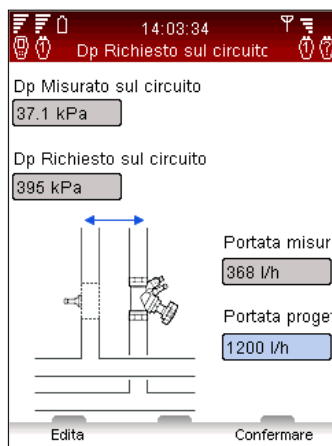 14:03:34
Dp Richiesto sul circuito
Dp Misurato sul circuito
37.1 kPa
Dp Richiesto sul circuito
395 kPa
Portata misur
368 l/h
Portata proget
1200 l/h
Edita
Confermare